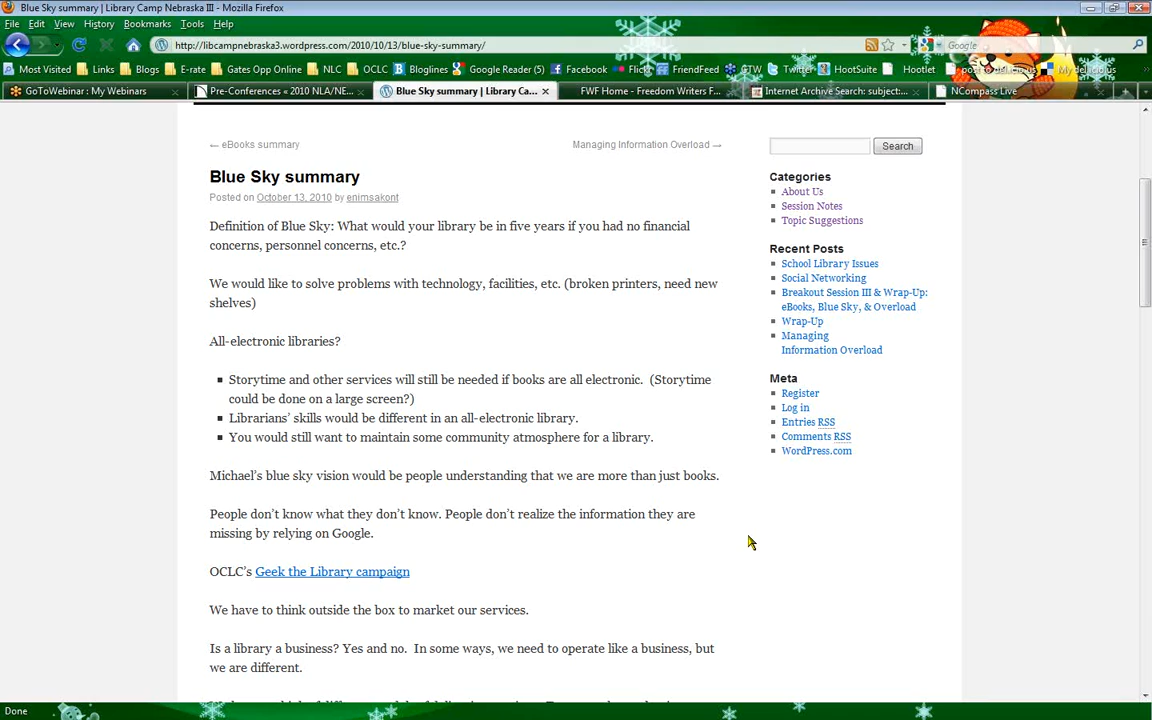 Blue Sky summary | Library Camp Nebraska III - Mozilla Firefox
File Edit View History Bookmarks Tools Help
http://libcampnebraska3.wordpress.com/2010/10/13/blue-sky-summary/
Google
Most Visited Links Blogs E-rate Gates Opp Online NLC OCLC Bloglines Google Reader (5) Facebook Flickr FriendFeed GTW Twitter HootSuite Hootlet post to delicious My delicious
GoToWebinar : My Webinars
Pre-Conferences « 2010 NLA/NE...
Blue Sky summary | Library Ca...
FWF Home - Freedom Writers F...
Internet Archive Search: subject:...
NCompass Live
← eBooks summary
Managing Information Overload →
Search
Blue Sky summary
Posted on October 13, 2010 by enimsakont
Definition of Blue Sky: What would your library be in five years if you had no financial
concerns, personnel concerns, etc.?
We would like to solve problems with technology, facilities, etc. (broken printers, need new
shelves)
All-electronic libraries?
Storytime and other services will still be needed if books are all electronic. (Storytime
could be done on a large screen?)
Librarians' skills would be different in an all-electronic library.
You would still want to maintain some community atmosphere for a library.
Michael's blue sky vision would be people understanding that we are more than just books.
People don't know what they don't know. People don't realize the information they are
missing by relying on Google.
OCLC's Geek the Library campaign
We have to think outside the box to market our services.
Is a library a business? Yes and no. In some ways, we need to operate like a business, but
we are different.
Categories
About Us
Session Notes
Topic Suggestions
Recent Posts
School Library Issues
Social Networking
Breakout Session III & Wrap-Up:
eBooks, Blue Sky, & Overload
Wrap-Up
Managing
Information Overload
Meta
Register
Log in
Entries RSS
Comments RSS
WordPress.com
Done